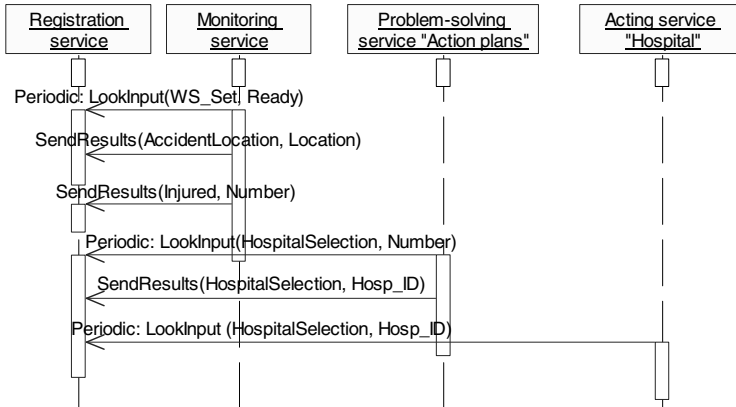 Registration
service
Monitoring
service
Problem-solving
service "Action plans"
Acting service
"Hospital"
Periodic: LookInput(WS_Set, Ready)
SendResults(AccidentLocation, Location)
SendResults(Injured, Number)
Periodic: LookInput(HospitalSelection, Number)
SendResults(HospitalSelection, Hosp_ID)
Periodic: LookInput (HospitalSelection, Hosp_ID)